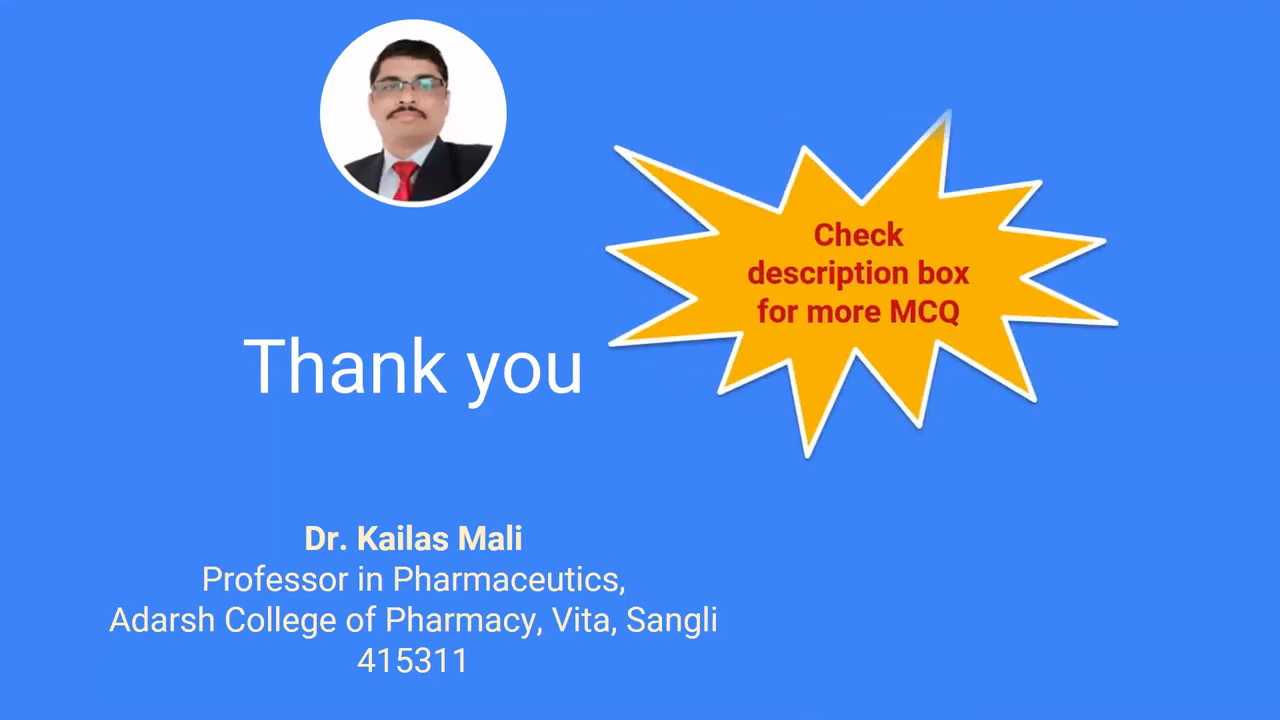 Check
description box
for more MCQ
Thank you
Dr. Kailas Mali
Professor in Pharmaceutics,
Adarsh College of Pharmacy, Vita, Sangli
415311